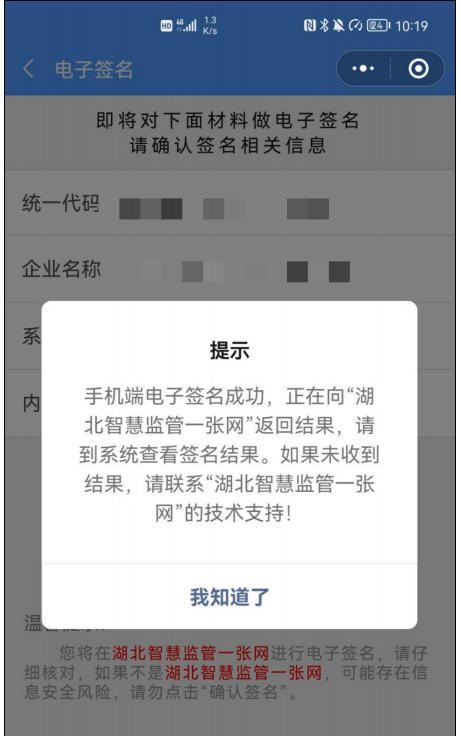 HD 46 1.3 K/s 24 10:19
电子签名
即将对下面材料做电子签名
请确认签名相关信息
统一代码
企业名称
系
内
提示
手机端电子签名成功，正在向“湖
北智慧监管一张网”返回结果，请
到系统查看签名结果。如果未收到
结果，请联系“湖北智慧监管一张
网”的技术支持！
我知道了
您将在湖北智慧监管一张网进行电子签名，请仔
细核对，如果不是湖北智慧监管一张网，可能存在信
息安全风险，请勿点击“确认签名”。